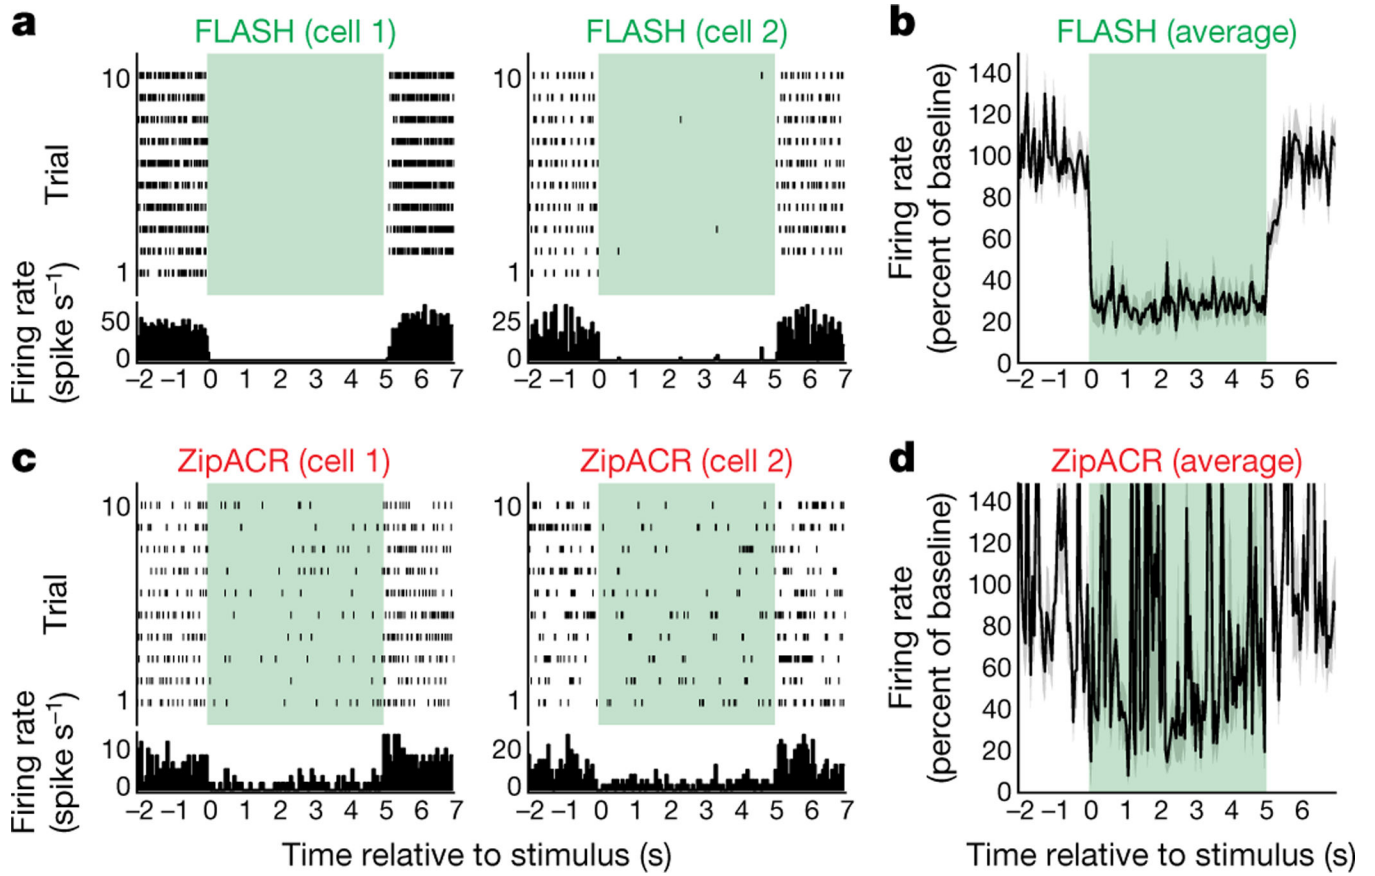 a
FLASH (cell 1)
FLASH (cell 2)
10
1
Trial
10
1
50
0
Firing rate
(spike s⁻¹)
25
0
−2 −1 0 1 2 3 4 5 6 7
−2 −1 0 1 2 3 4 5 6 7
b
FLASH (average)
140
120
100
80
60
40
20
0
Firing rate
(percent of baseline)
−2 −1 0 1 2 3 4 5 6
c
ZipACR (cell 1)
ZipACR (cell 2)
10
1
Trial
10
1
10
0
Firing rate
(spike s⁻¹)
20
0
−2 −1 0 1 2 3 4 5 6 7
−2 −1 0 1 2 3 4 5 6 7
Time relative to stimulus (s)
d
ZipACR (average)
140
120
100
80
60
40
20
0
Firing rate
(percent of baseline)
−2 −1 0 1 2 3 4 5 6
Time relative to stimulus (s)